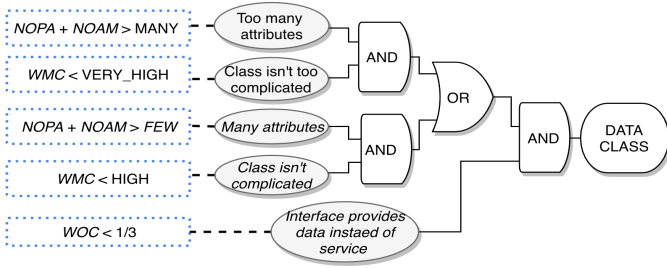 NOPA + NOAM > MANY
Too many
attributes
AND
WMC < VERY_HIGH
Class isn't too
complicated
OR
NOPA + NOAM > FEW
Many attributes
AND
WMC < HIGH
Class isn't
complicated
AND
DATA
CLASS
WOC < 1/3
Interface provides
data instaed of
service